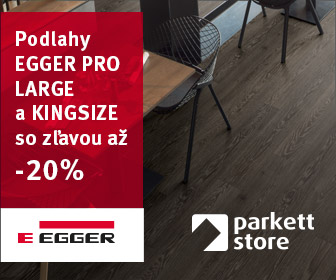 Podlahy
EGGER PRO
LARGE
a KINGSIZE
so zľavou až
-20%
E EGGER
parkett
store